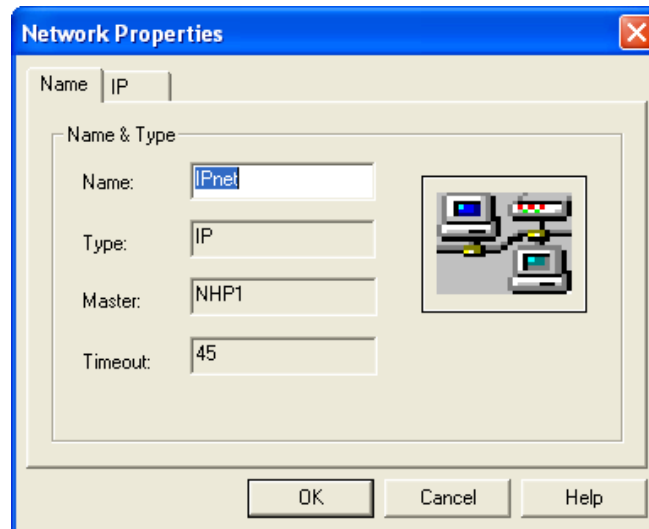 Network Properties
Name IP
Name & Type
Name: IPnet
Type: IP
Master: NHP1
Timeout: 45
OK Cancel Help